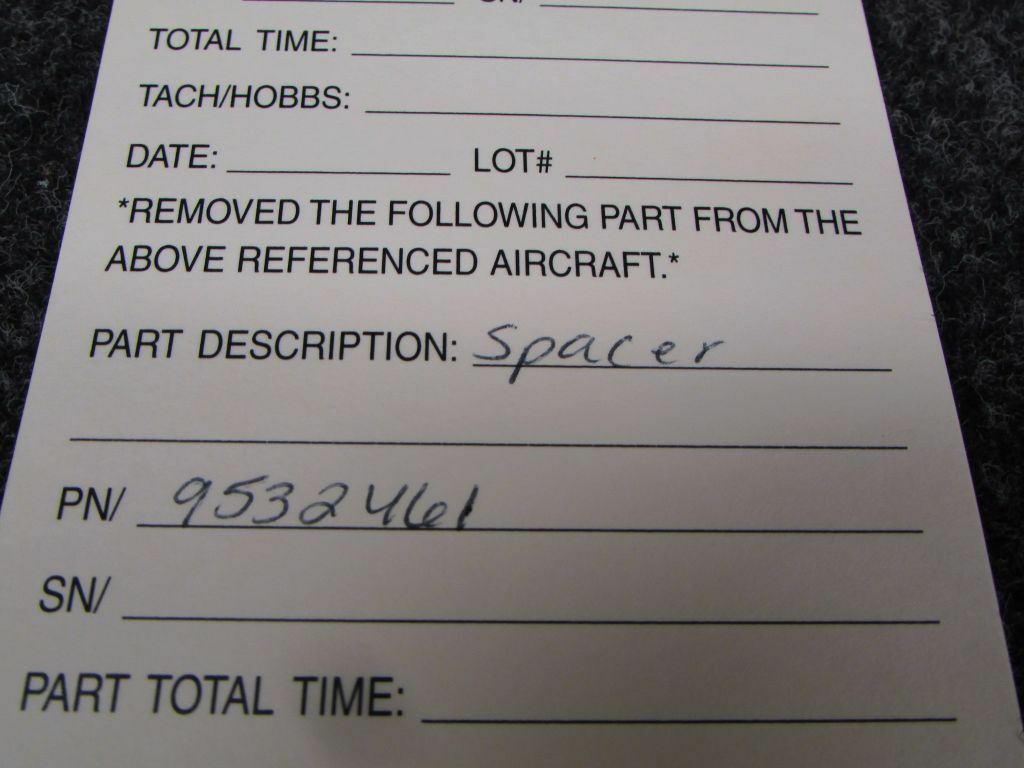 SN/
TOTAL TIME:
TACH/HOBBS:
DATE: LOT#
*REMOVED THE FOLLOWING PART FROM THE
ABOVE REFERENCED AIRCRAFT.*
PART DESCRIPTION: Spacer
PN/ 9532461
SN/
PART TOTAL TIME: